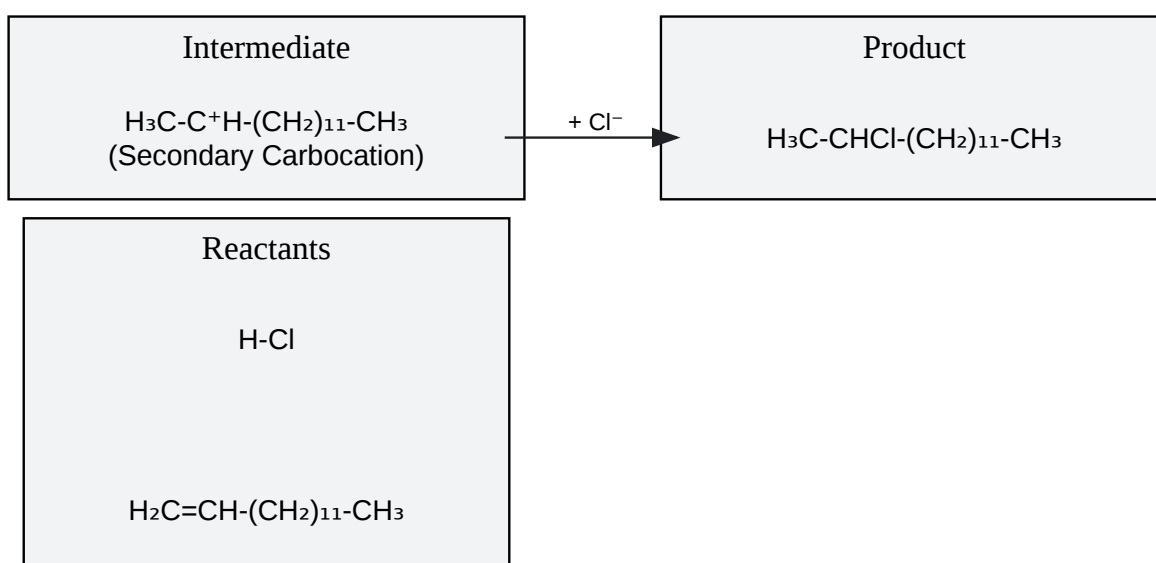 Intermediate
H₃C-C⁺H-(CH₂)₁₁-CH₃
(Secondary Carbocation)
+ Cl⁻
Product
H₃C-CHCl-(CH₂)₁₁-CH₃
Reactants
H-Cl
H₂C=CH-(CH₂)₁₁-CH₃